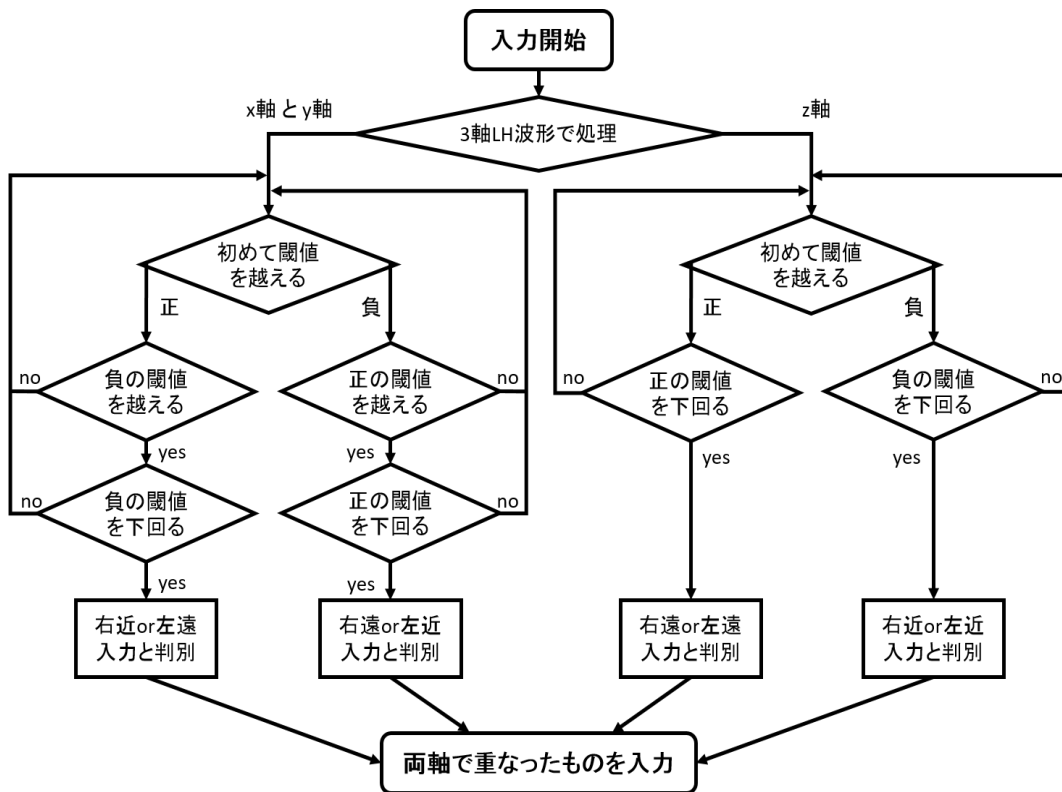 入力開始
x軸 とy軸
z軸
3軸LH波形で処理
初めて閾値
を越える
初めて閾値
を越える
正
負
正
負
no
負の閾値
を越える
正の閾値
を越える
no
no
正の閾値
を下回る
負の閾値
を下回る
no
yes
yes
yes
yes
no
負の閾値
を下回る
正の閾値
を下回る
no
yes
yes
右近or左遠
入力と判別
右遠or左近
入力と判別
右遠or左遠
入力と判別
右近or左近
入力と判別
両軸で重なったものを入力